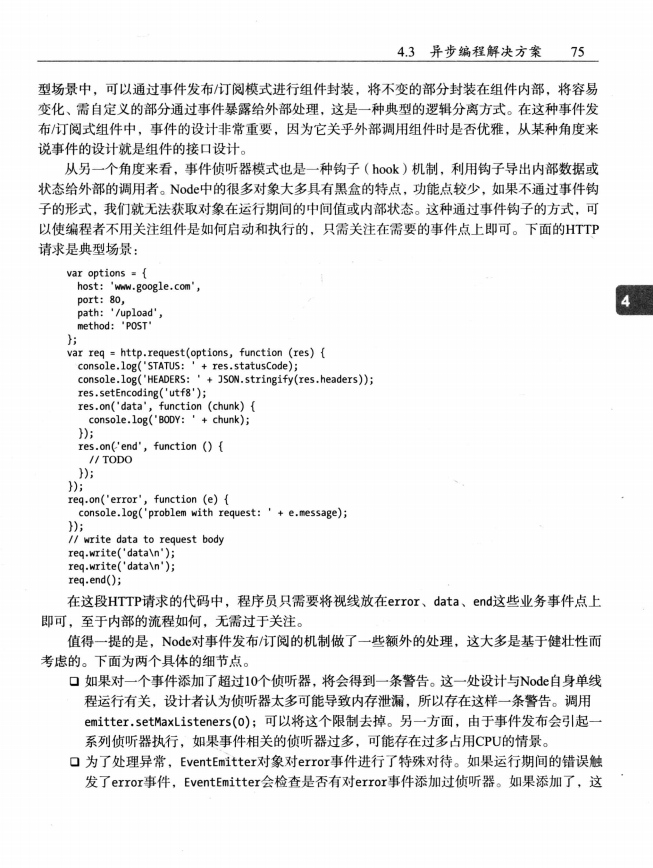 4.3 异步编程解决方案 75
型场景中，可以通过事件发布/订阅模式进行组件封装，将不变的部分封装在组件内部，将容易
变化、需自定义的部分通过事件暴露给外部处理，这是一种典型的逻辑分离方式。在这种事件发
布/订阅式组件中，事件的设计非常重要，因为它关乎外部调用组件时是否优雅，从某种角度来
说事件的设计就是组件的接口设计。
从另一个角度来看，事件侦听器模式也是一种钩子（hook）机制，利用钩子导出内部数据或
状态给外部的调用者。Node中的很多对象大多具有黑盒的特点，功能点较少，如果不通过事件钩
子的形式，我们就无法获取对象在运行期间的中间值或内部状态。这种通过事件钩子的方式，可
以使编程者不用关注组件是如何启动和执行的，只需关注在需要的事件点上即可。下面的HTTP
请求是典型场景：
var options = {
host: 'www.google.com',
port: 80,
path: '/upload',
method: 'POST'
};
4
var req = http.request(options, function (res) {
console.log('STATUS: ' + res.statusCode);
console.log('HEADERS: ' + JSON.stringify(res.headers));
res.setEncoding('utf8');
res.on('data', function (chunk) {
console.log('BODY: ' + chunk);
});
res.on('end', function () {
// TODO
});
});
req.on('error', function (e) {
console.log('problem with request: ' + e.message);
});
// write data to request body
req.write('data\n');
req.write('data\n');
req.end();
在这段HTTP请求的代码中，程序员只需要将视线放在error、data、end这些业务事件点上
即可，至于内部的流程如何，无需过于关注。
值得一提的是，Node对事件发布/订阅的机制做了一些额外的处理，这大多是基于健壮性而
考虑的。下面为两个具体的细节点。
❑ 如果对一个事件添加了超过10个侦听器，将会得到一条警告。这一处设计与Node自身单线
程运行有关，设计者认为侦听器太多可能导致内存泄漏，所以存在这样一条警告。调用
emitter.setMaxListeners(0)；可以将这个限制去掉。另一方面，由于事件发布会引起一
系列侦听器执行，如果事件相关的侦听器过多，可能存在过多占用CPU的情景。
❑ 为了处理异常，EventEmitter对象对error事件进行了特殊对待。如果运行期间的错误触
发了error事件，EventEmitter会检查是否有对error事件添加过侦听器。如果添加了，这